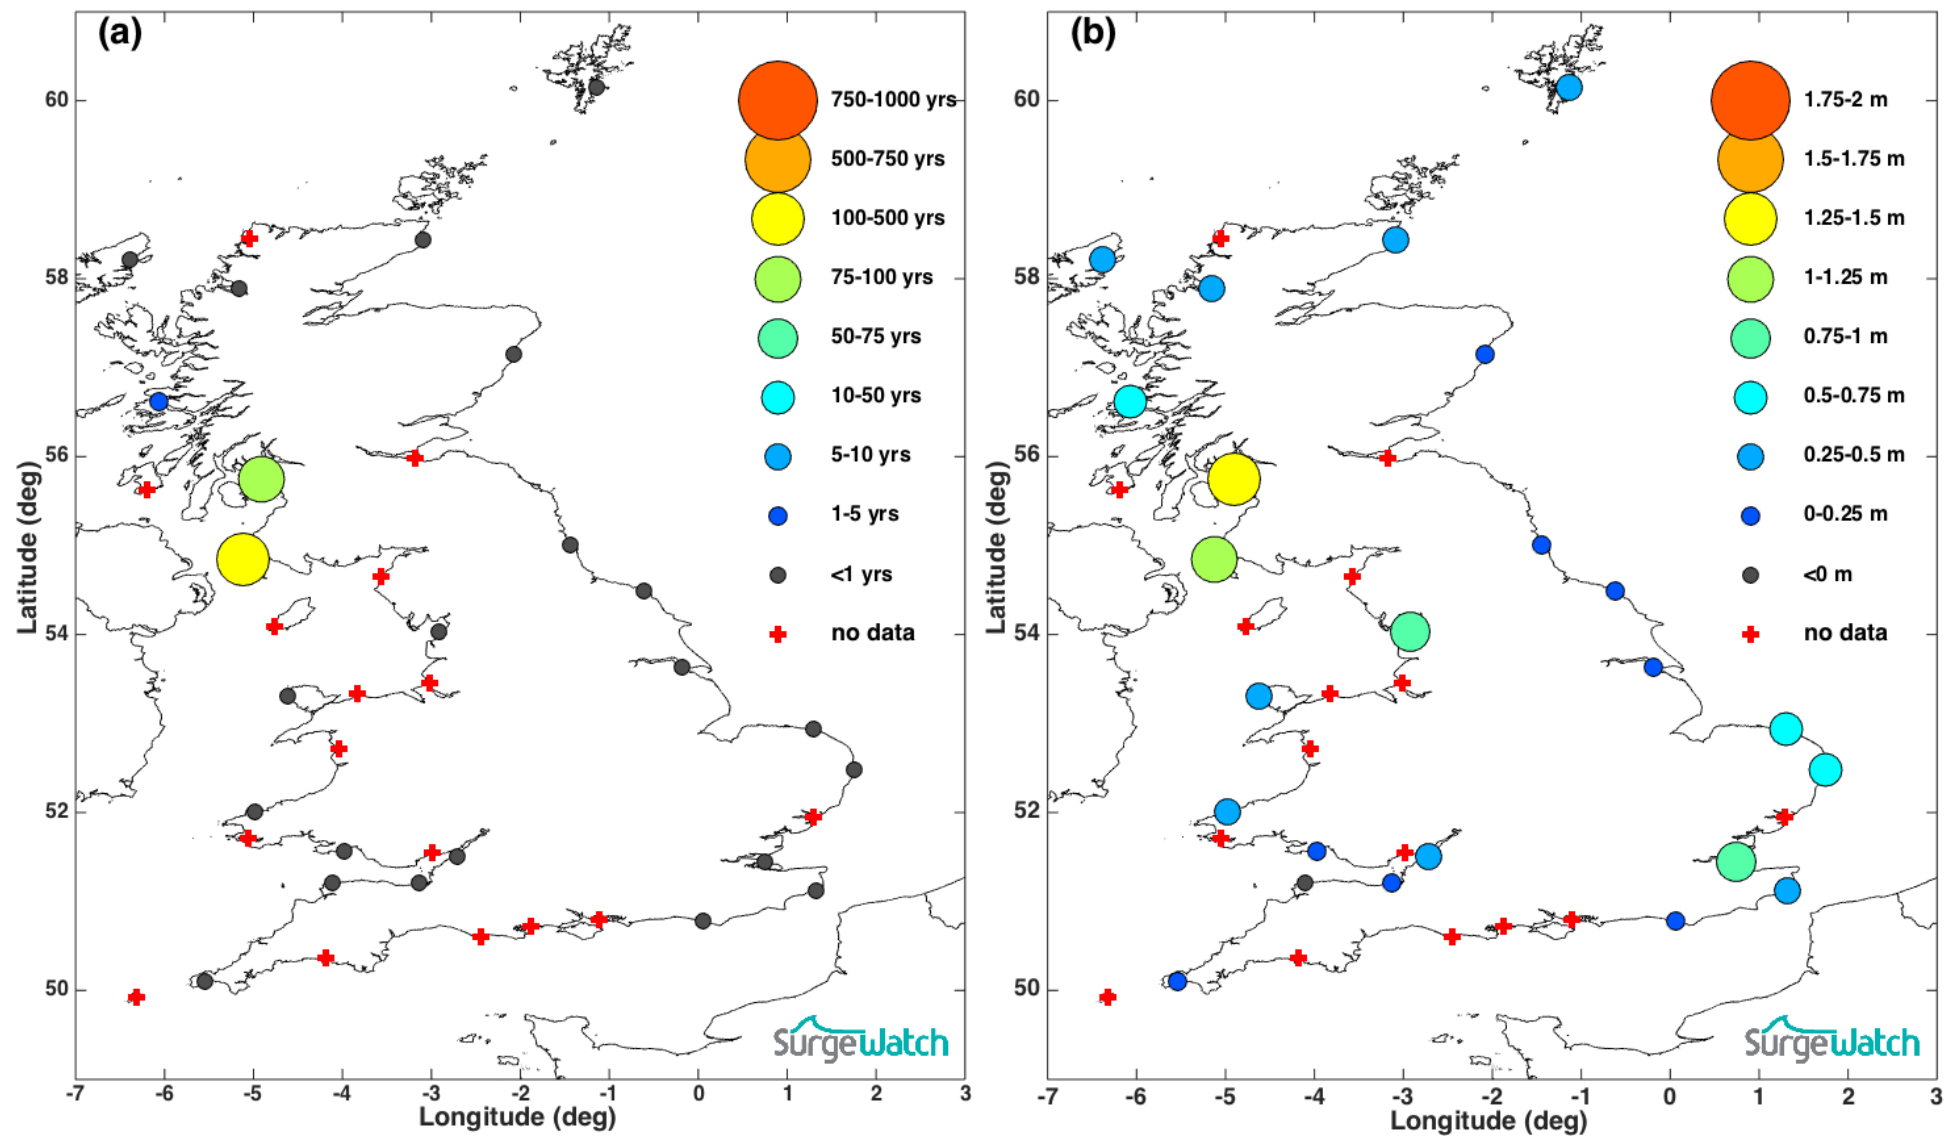 (a)
60
58
56
54
52
50
Latitude (deg)
-7 -6 -5 -4 -3 -2 -1 0 1 2 3
Longitude (deg)
750-1000 yrs
500-750 yrs
100-500 yrs
75-100 yrs
50-75 yrs
10-50 yrs
5-10 yrs
1-5 yrs
<1 yrs
no data
SurgeWatch
(b)
60
58
56
54
52
50
Latitude (deg)
-7 -6 -5 -4 -3 -2 -1 0 1 2 3
Longitude (deg)
1.75-2 m
1.5-1.75 m
1.25-1.5 m
1-1.25 m
0.75-1 m
0.5-0.75 m
0.25-0.5 m
0-0.25 m
<0 m
no data
SurgeWatch